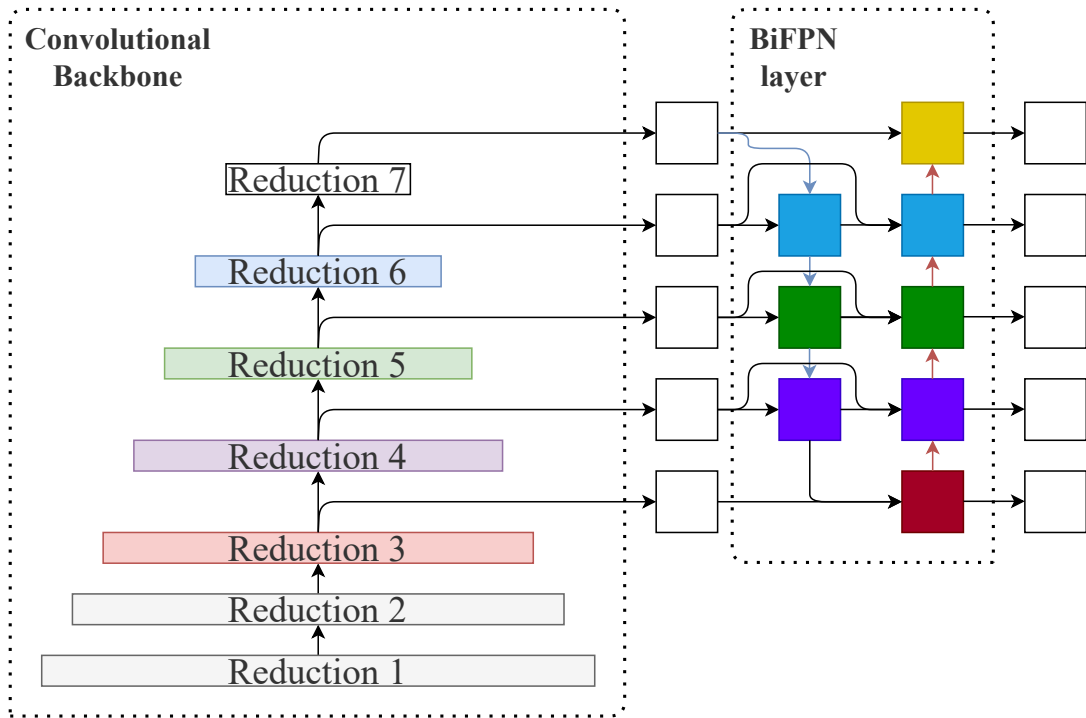 Convolutional
Backbone
BiFPN
layer
Reduction 7
Reduction 6
Reduction 5
Reduction 4
Reduction 3
Reduction 2
Reduction 1